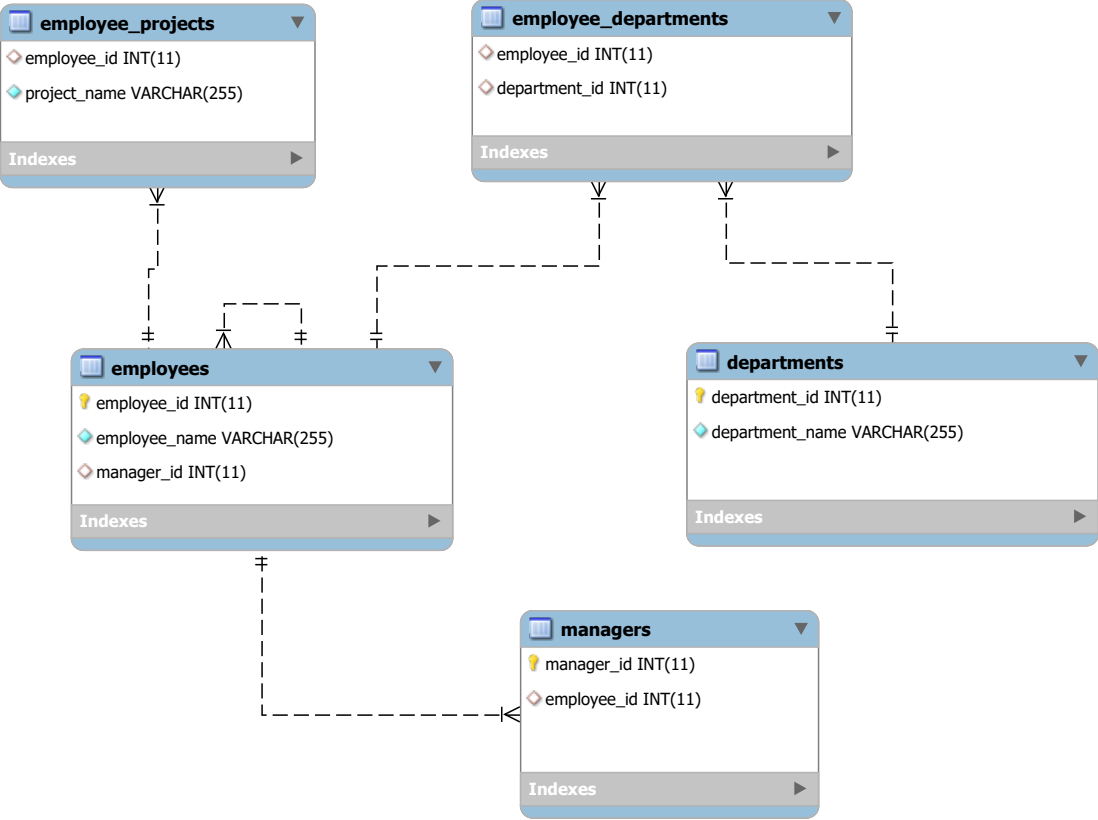 employee_projects
employee_id INT(11)
project_name VARCHAR(255)
Indexes
employee_departments
employee_id INT(11)
department_id INT(11)
Indexes
employees
employee_id INT(11)
employee_name VARCHAR(255)
manager_id INT(11)
Indexes
departments
department_id INT(11)
department_name VARCHAR(255)
Indexes
managers
manager_id INT(11)
employee_id INT(11)
Indexes